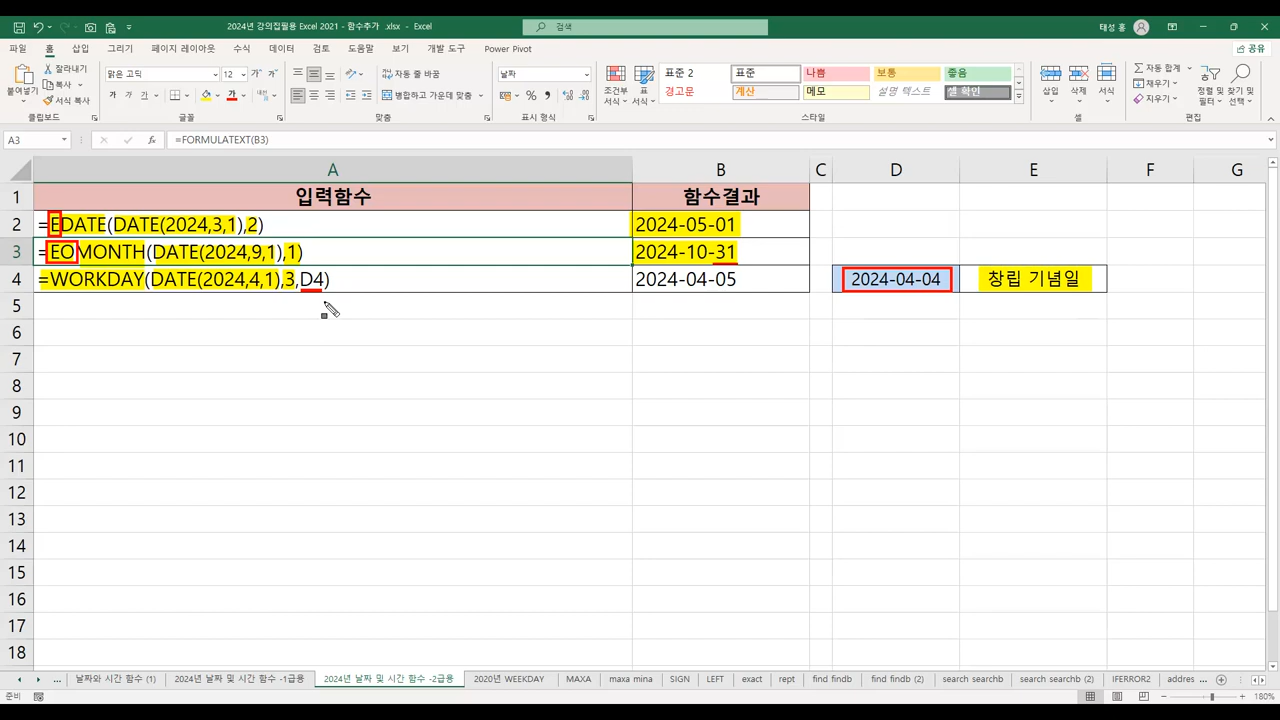 2024년 강의집필용 Excel 2021 - 함수추가 .xlsx - Excel
검색
태성 홍
파일 홈 삽입 그리기 페이지 레이아웃 수식 데이터 검토 도움말 보기 개발 도구 Power Pivot
공유
붙여넣기
잘라내기
복사
서식 복사
클립보드
맑은 고딕 12
가 가 가
글꼴
자동 줄 바꿈
병합하고 가운데 맞춤
맞춤
날짜
표시 형식
조건부 서식
표 서식
표준 2 표준 나쁨 보통 좋음
경고문 계산 메모 설명 텍스트 셀 확인
스타일
삽입 삭제 서식
셀
자동 합계
채우기
지우기
정렬 및 필터
찾기 및 선택
편집
A3
=FORMULATEXT(B3)
A B C D E F G
1 입력함수 함수결과
2 =EDATE(DATE(2024,3,1),2) 2024-05-01
3 =EOMONTH(DATE(2024,9,1),1) 2024-10-31
4 =WORKDAY(DATE(2024,4,1),3,D4) 2024-04-05 2024-04-04 창립 기념일
5
6
7
8
9
10
11
12
13
14
15
16
17
18
... 날짜와 시간 함수 (1) 2024년 날짜 및 시간 함수 -1급용 2024년 날짜 및 시간 함수 -2급용 2020년 WEEKDAY MAXA maxa mina SIGN LEFT exact rept find findb find findb (2) search searchb search searchb (2) IFERROR2 addres ...
준비
180%